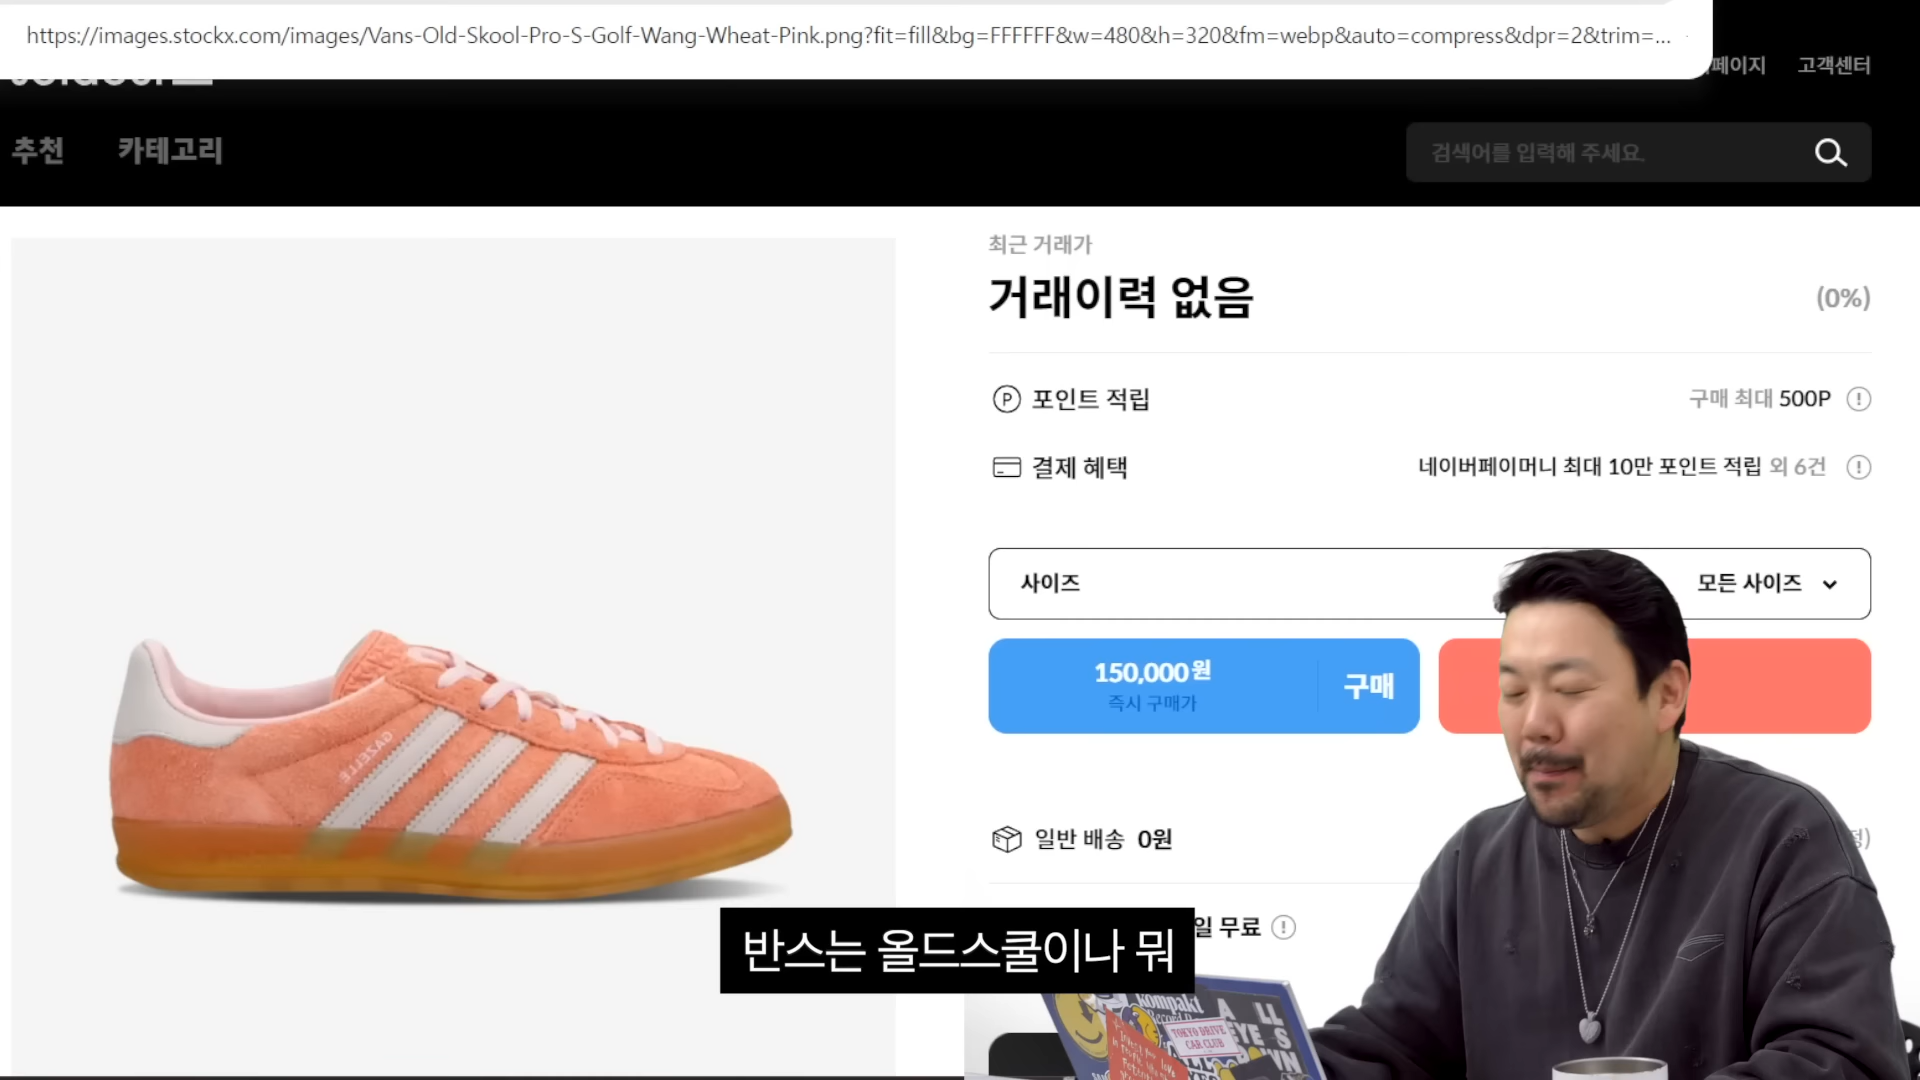 https://images.stockx.com/images/Vans-Old-Skool-Pro-S-Golf-Wang-Wheat-Pink.png?fit=fill&bg=FFFFFF&w=480&h=320&fm=webp&auto=compress&dpr=2&trim=...
페이지 고객센터
추천 카테고리
검색어를 입력해 주세요.
최근 거래가
거래이력 없음 (0%)
P 포인트 적립 구매 최대 500P
결제 혜택 네이버페이머니 최대 10만 포인트 적립 외 6건
사이즈 모든 사이즈
150,000원
즉시 구매가
구매
GAZELLE
일반 배송 0원
일 무료
반스는 올드스쿨이나 뭐
kompakt
TOKYO DRIVE
CAR CLUB